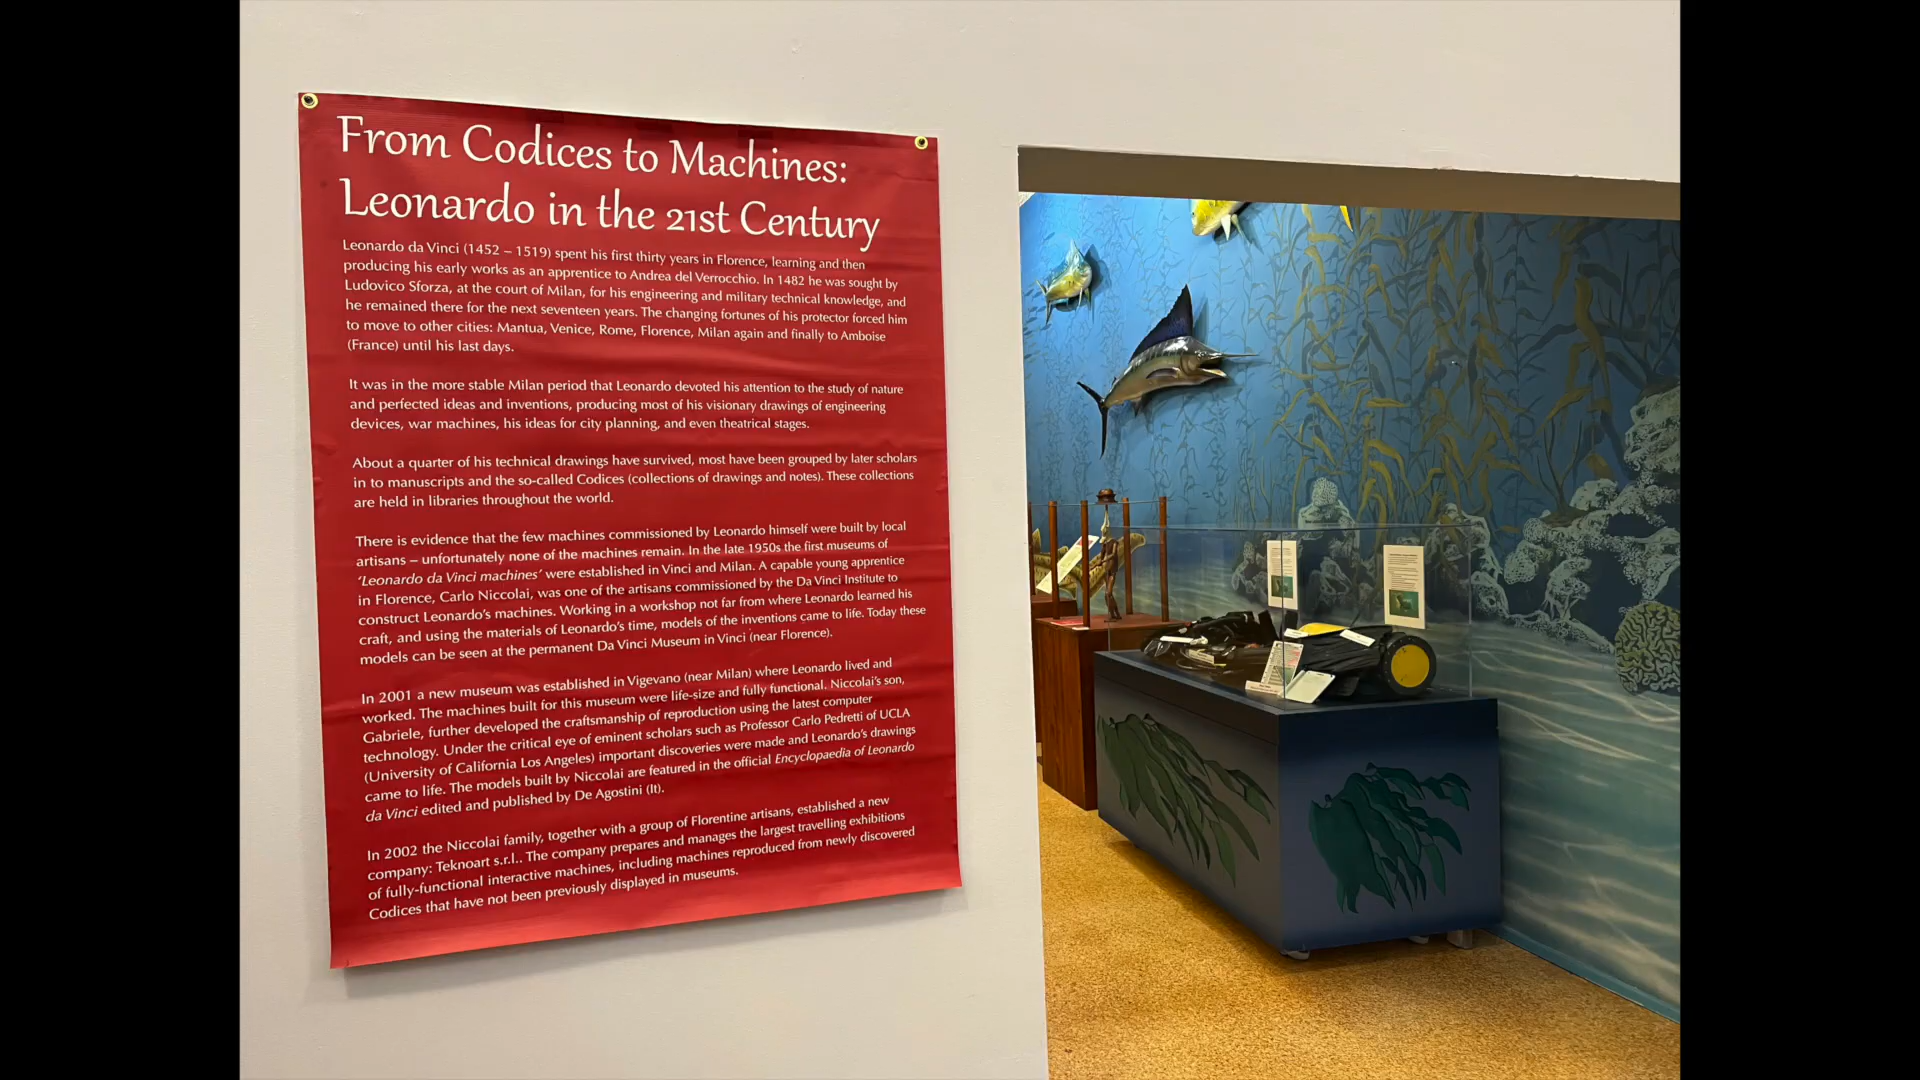 From Codices to Machines:
Leonardo in the 21st Century
Leonardo da Vinci (1452 – 1519) spent his first thirty years in Florence, learning and then
producing his early works as an apprentice to Andrea del Verrocchio. In 1482 he was sought by
Ludovico Sforza, at the court of Milan, for his engineering and military technical knowledge, and
he remained there for the next seventeen years. The changing fortunes of his protector forced him
to move to other cities: Mantua, Venice, Rome, Florence, Milan again and finally to Amboise
(France) until his last days.
It was in the more stable Milan period that Leonardo devoted his attention to the study of nature
and perfected ideas and inventions, producing most of his visionary drawings of engineering
devices, war machines, his ideas for city planning, and even theatrical stages.
About a quarter of his technical drawings have survived, most have been grouped by later scholars
in to manuscripts and the so-called Codices (collections of drawings and notes). These collections
are held in libraries throughout the world.
There is evidence that the few machines commissioned by Leonardo himself were built by local
artisans – unfortunately none of the machines remain. In the late 1950s the first museums of
‘Leonardo da Vinci machines’ were established in Vinci and Milan. A capable young apprentice
in Florence, Carlo Niccolai, was one of the artisans commissioned by the Da Vinci Institute to
construct Leonardo’s machines. Working in a workshop not far from where Leonardo learned his
craft, and using the materials of Leonardo’s time, models of the inventions came to life. Today these
models can be seen at the permanent Da Vinci Museum in Vinci (near Florence).
In 2001 a new museum was established in Vigevano (near Milan) where Leonardo lived and
worked. The machines built for this museum were life-size and fully functional. Niccolai’s son,
Gabriele, further developed the craftsmanship of reproduction using the latest computer
technology. Under the critical eye of eminent scholars such as Professor Carlo Pedretti of UCLA
(University of California Los Angeles) important discoveries were made and Leonardo’s drawings
came to life. The models built by Niccolai are featured in the official Encyclopaedia of Leonardo
da Vinci edited and published by De Agostini (It).
In 2002 the Niccolai family, together with a group of Florentine artisans, established a new
company: Teknoart s.r.l.. The company prepares and manages the largest travelling exhibitions
of fully-functional interactive machines, including machines reproduced from newly discovered
Codices that have not been previously displayed in museums.